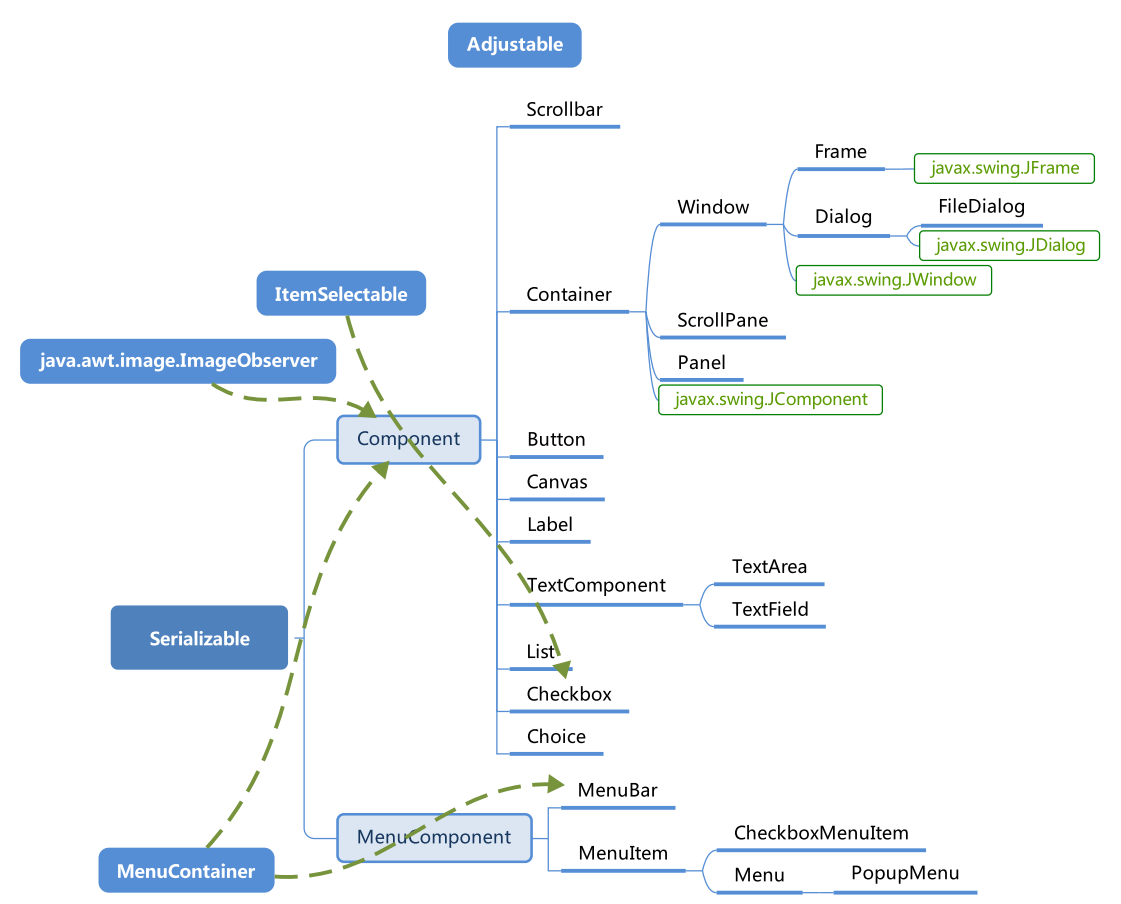 Adjustable
Scrollbar
Frame
javax.swing.JFrame
Window
Dialog
FileDialog
javax.swing.JDialog
javax.swing.JWindow
ItemSelectable
Container
ScrollPane
java.awt.image.ImageObserver
Panel
javax.swing.JComponent
Component
Button
Canvas
Label
TextComponent
TextArea
TextField
Serializable
List
Checkbox
Choice
MenuBar
MenuComponent
MenuItem
CheckboxMenuItem
MenuContainer
Menu
PopupMenu